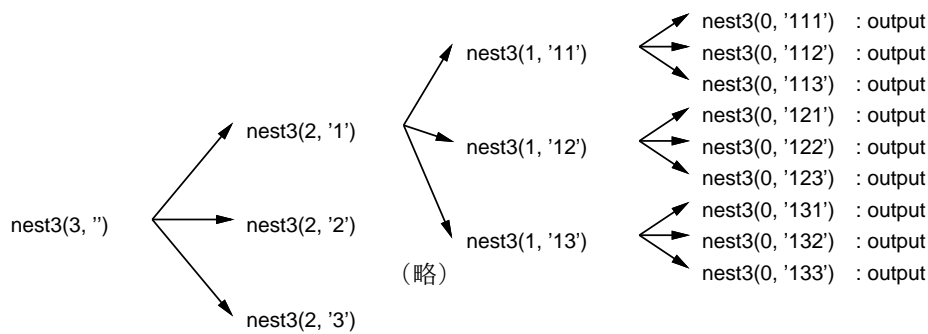 nest3(3, ’’)
nest3(2, ’1’)
nest3(2, ’2’)
nest3(2, ’3’)
nest3(1, ’11’)
nest3(1, ’12’)
nest3(1, ’13’)
（略）
nest3(0, ’111’) : output
nest3(0, ’112’) : output
nest3(0, ’113’) : output
nest3(0, ’121’) : output
nest3(0, ’122’) : output
nest3(0, ’123’) : output
nest3(0, ’131’) : output
nest3(0, ’132’) : output
nest3(0, ’133’) : output